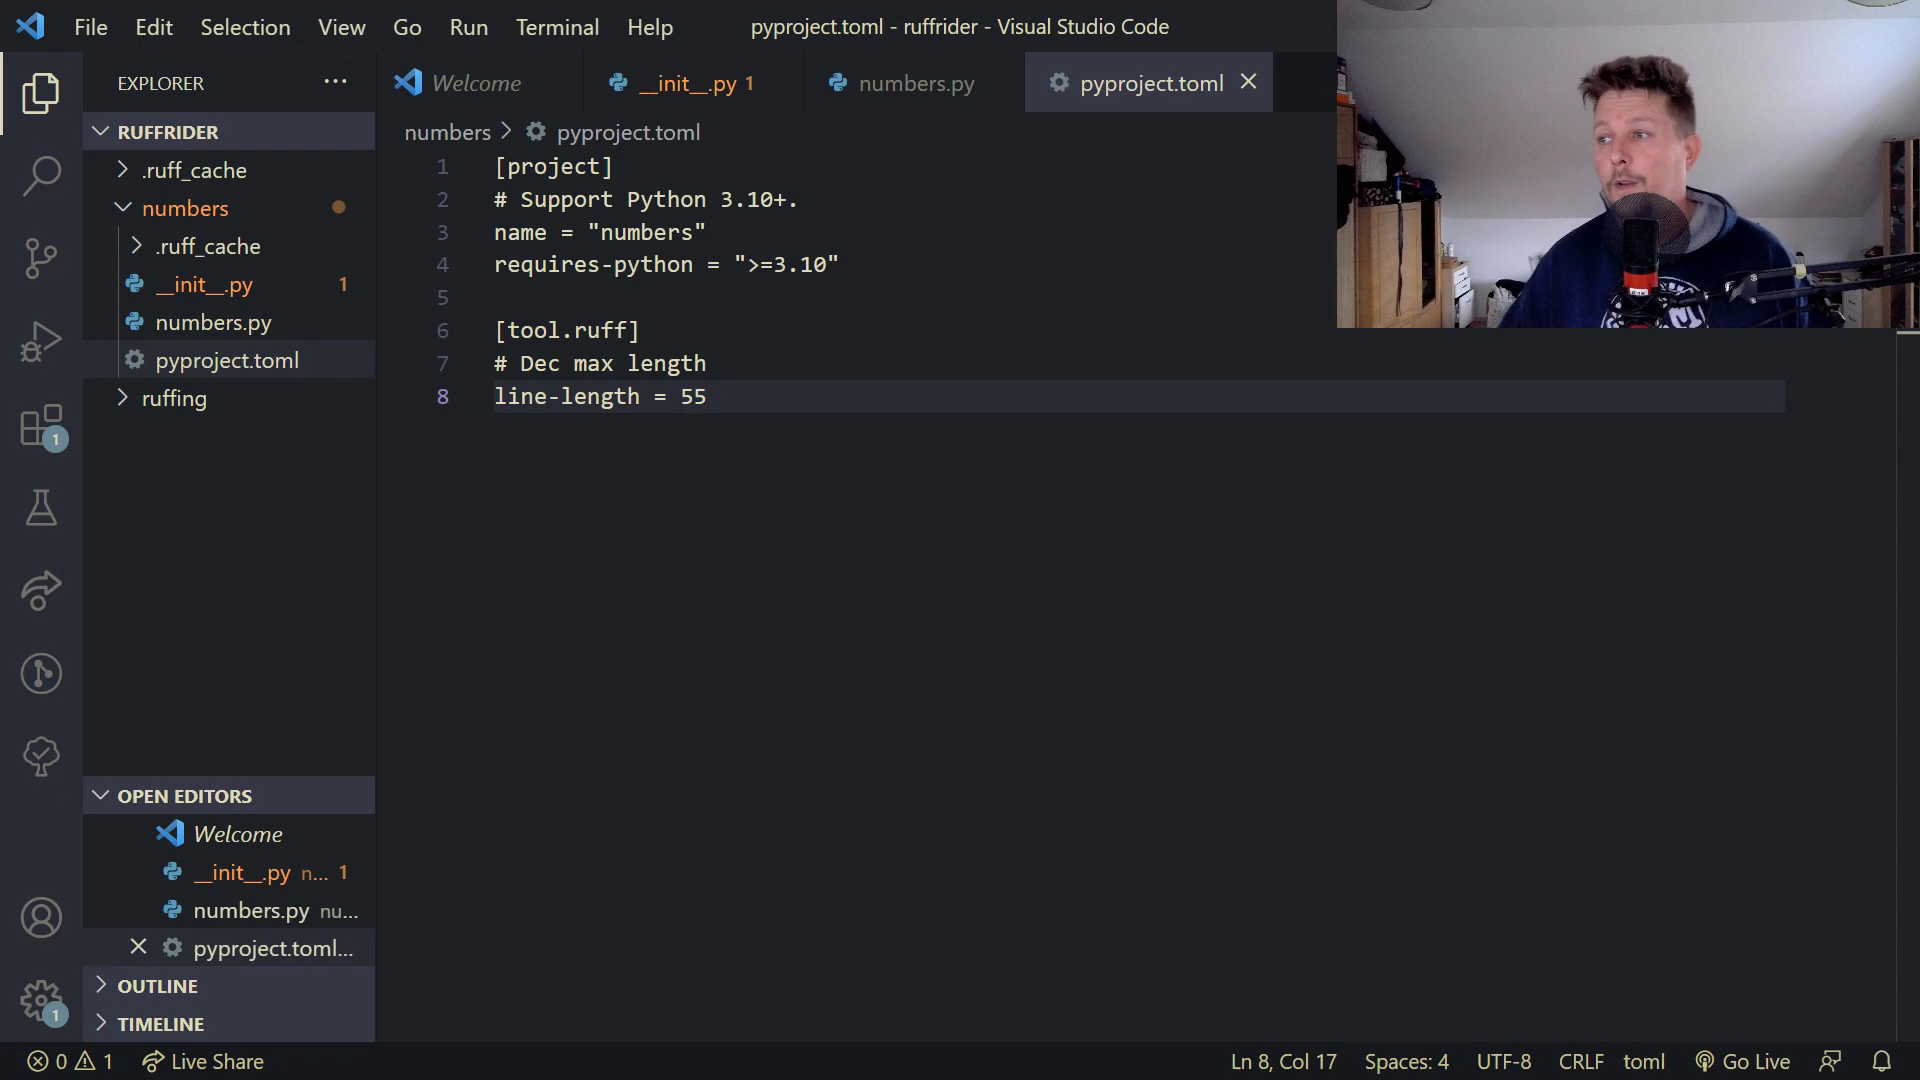 File Edit Selection View Go Run Terminal Help
pyproject.toml - ruffrider - Visual Studio Code
EXPLORER
RUFFRIDER
.ruff_cache
numbers
.ruff_cache
__init__.py 1
numbers.py
pyproject.toml
ruffing
OPEN EDITORS
Welcome
__init__.py n... 1
numbers.py nu...
pyproject.toml...
OUTLINE
TIMELINE
1
1
Welcome
__init__.py 1
numbers.py
pyproject.toml
numbers > pyproject.toml
1 [project]
2 # Support Python 3.10+.
3 name = "numbers"
4 requires-python = ">=3.10"
5
6 [tool.ruff]
7 # Dec max length
8 line-length = 55
0 1 Live Share
Ln 8, Col 17 Spaces: 4 UTF-8 CRLF toml Go Live